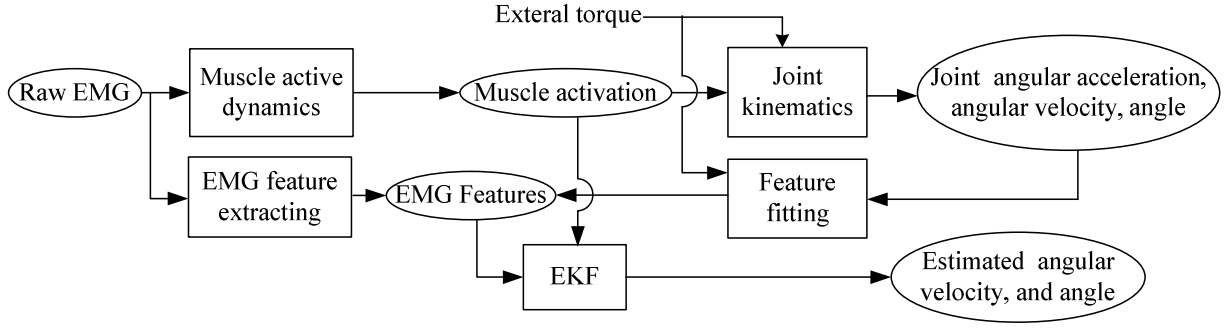 Exteral torque
Raw EMG
Muscle active
dynamics
Muscle activation
Joint
kinematics
Joint angular acceleration,
angular velocity, angle
EMG feature
extracting
EMG Features
Feature
fitting
EKF
Estimated angular
velocity, and angle